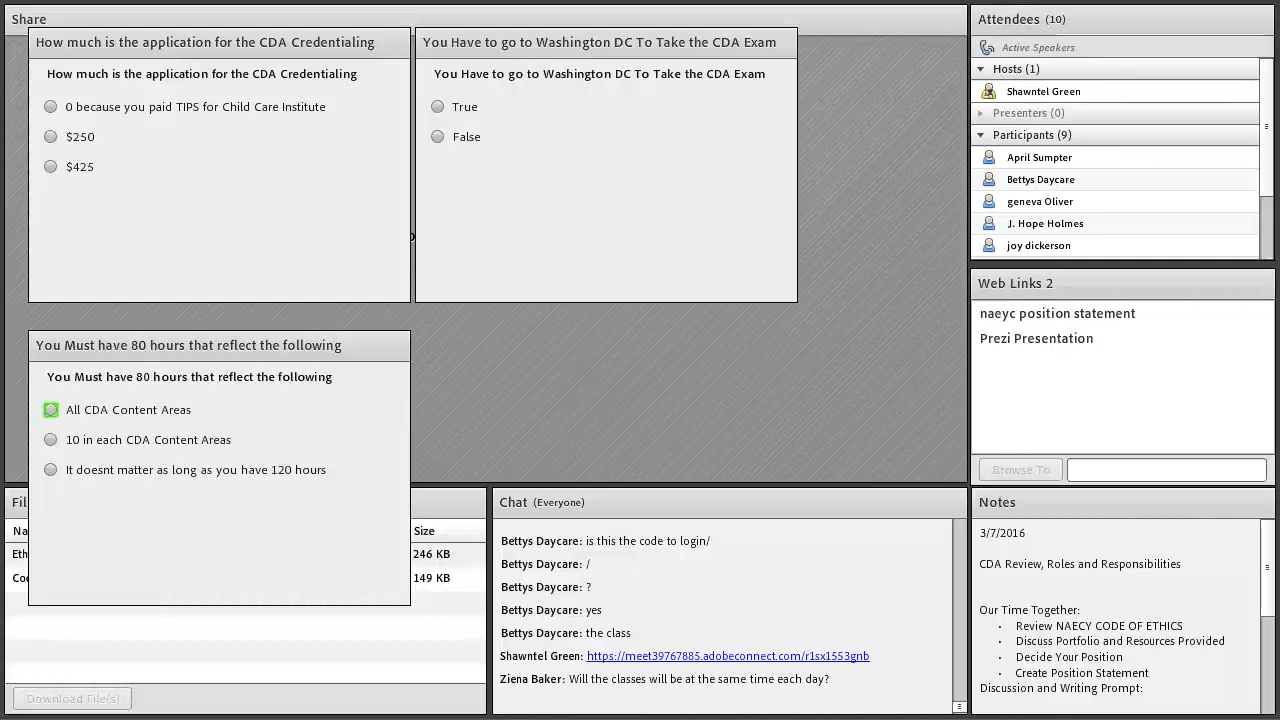 Share
How much is the application for the CDA Credentialing
How much is the application for the CDA Credentialing
0 because you paid TIPS for Child Care Institute
$250
$425
You Have to go to Washington DC To Take the CDA Exam
You Have to go to Washington DC To Take the CDA Exam
True
False
You Must have 80 hours that reflect the following
You Must have 80 hours that reflect the following
All CDA Content Areas
10 in each CDA Content Areas
It doesnt matter as long as you have 120 hours
Fil
Na
Size
Eth
246 KB
Cod
149 KB
Download File(s)
Chat (Everyone)
Bettys Daycare: is this the code to login/
Bettys Daycare: /
Bettys Daycare: ?
Bettys Daycare: yes
Bettys Daycare: the class
Shawntel Green: https://meet39767885.adobeconnect.com/r1sx1553gnb
Ziena Baker: Will the classes will be at the same time each day?
Attendees (10)
Active Speakers
Hosts (1)
Shawntel Green
Presenters (0)
Participants (9)
April Sumpter
Bettys Daycare
geneva Oliver
J. Hope Holmes
joy dickerson
Web Links 2
naeyc position statement
Prezi Presentation
Browse To
Notes
3/7/2016
CDA Review, Roles and Responsibilities
Our Time Together:
• Review NAECY CODE OF ETHICS
• Discuss Portfolio and Resources Provided
• Decide Your Position
• Create Position Statement
Discussion and Writing Prompt: